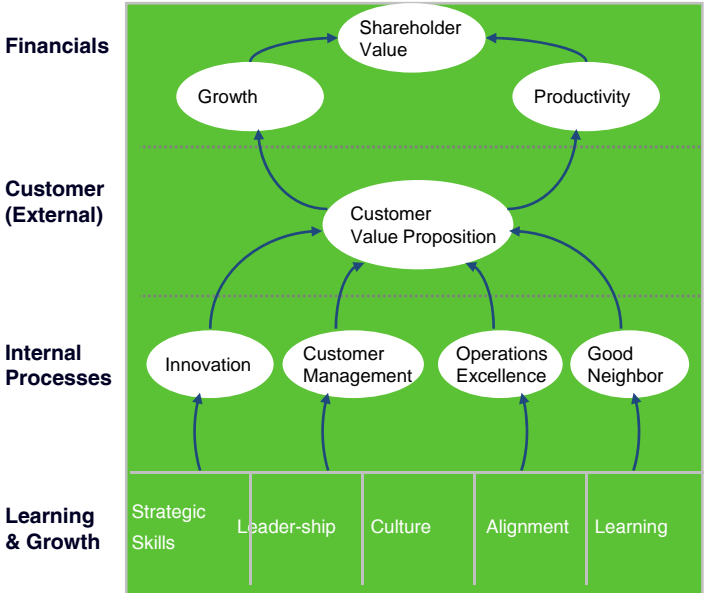 Financials
Shareholder
Value
Growth
Productivity
Customer
(External)
Customer
Value Proposition
Internal
Processes
Innovation
Customer
Management
Operations
Excellence
Good
Neighbor
Learning
& Growth
Strategic
Skills
Leader-ship
Culture
Alignment
Learning